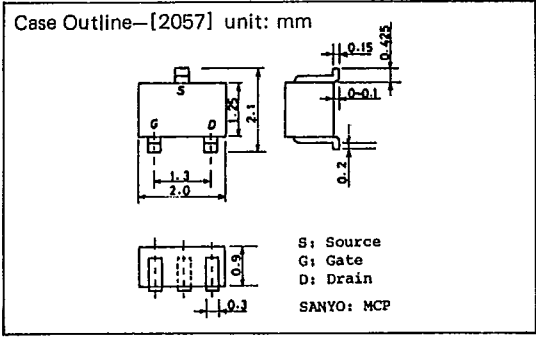 Case Outline—[2057] unit: mm
0.15
0.425
S
1.25
2.1
0~0.1
G
D
1.3
2.0
0.2
0.9
0.3
S: Source
G: Gate
D: Drain
SANYO: MCP